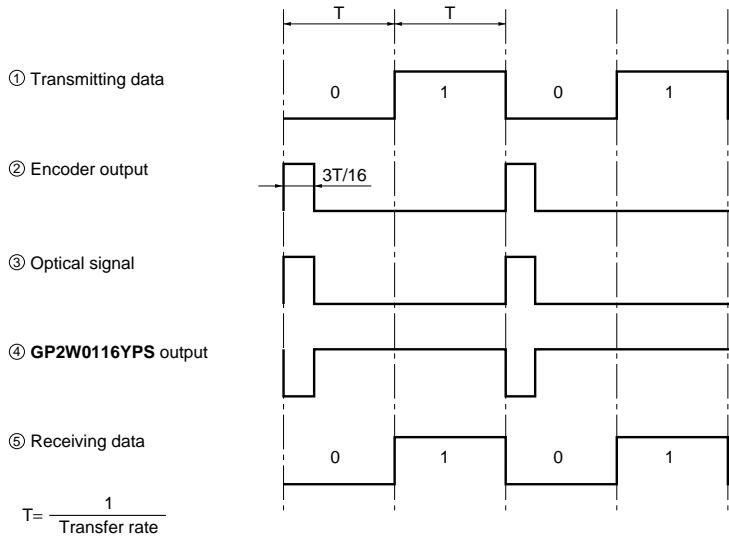 T T
① Transmitting data
0 1 0 1
② Encoder output
3T/16
③ Optical signal
④ GP2W0116YPS output
⑤ Receiving data
0 1 0 1
T= 1
Transfer rate